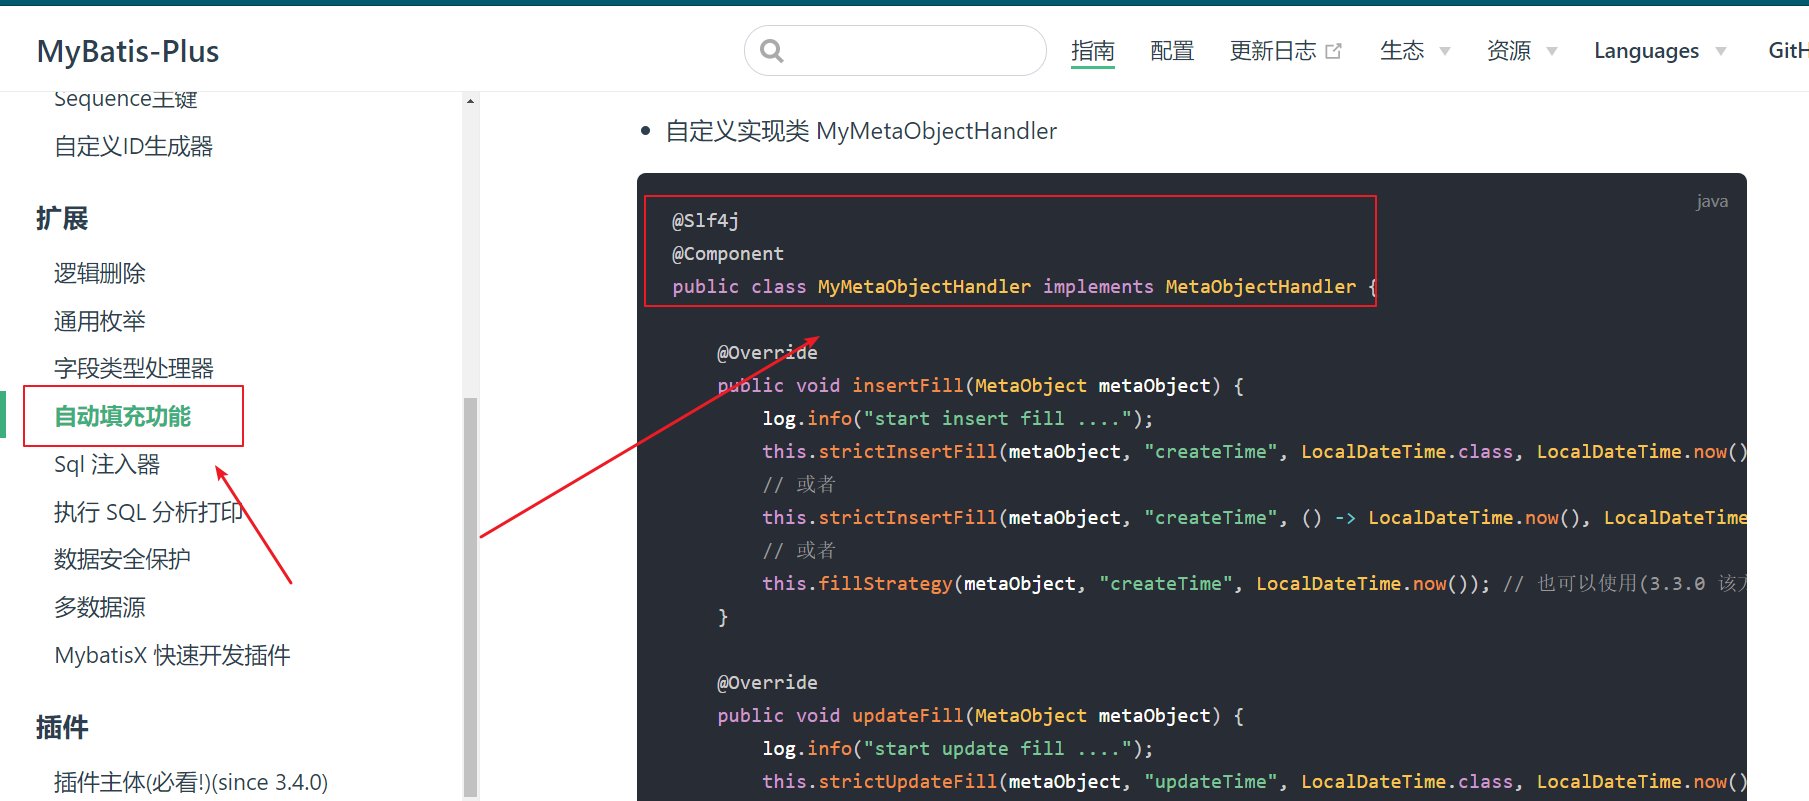 MyBatis-Plus
指南
配置
更新日志
生态
资源
Languages
GitH
Sequence主键
自定义ID生成器
扩展
逻辑删除
通用枚举
字段类型处理器
自动填充功能
Sql 注入器
执行 SQL 分析打印
数据安全保护
多数据源
MybatisX 快速开发插件
插件
插件主体(必看!)(since 3.4.0)
自定义实现类 MyMetaObjectHandler
java
@Slf4j
@Component
public class MyMetaObjectHandler implements MetaObjectHandler {
@Override
public void insertFill(MetaObject metaObject) {
log.info("start insert fill ....");
this.strictInsertFill(metaObject, "createTime", LocalDateTime.class, LocalDateTime.now()
// 或者
this.strictInsertFill(metaObject, "createTime", () -> LocalDateTime.now(), LocalDateTime
// 或者
this.fillStrategy(metaObject, "createTime", LocalDateTime.now()); // 也可以使用(3.3.0 该
}
@Override
public void updateFill(MetaObject metaObject) {
log.info("start update fill ....");
this.strictUpdateFill(metaObject, "updateTime", LocalDateTime.class, LocalDateTime.now()